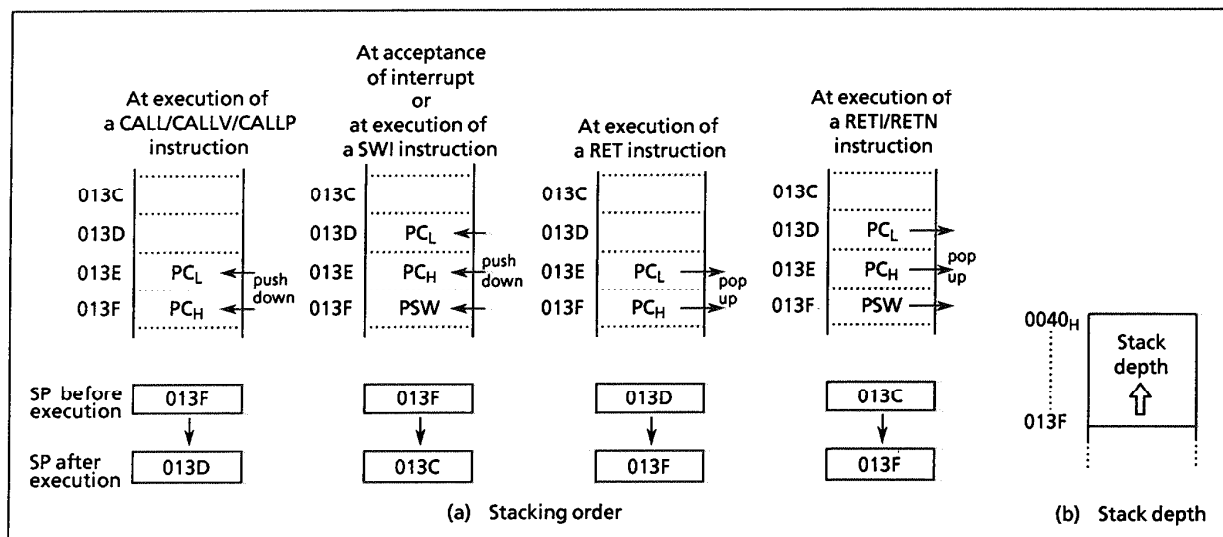 At execution of
a CALL/CALLV/CALLP
instruction
013C
013D
013E PCL
013F PCH
push
down
At acceptance
of interrupt
or
at execution of
a SWI instruction
013C
013D PCL
013E PCH
013F PSW
push
down
At execution of
a RET instruction
013C
013D
013E PCL
013F PCH
pop
up
At execution of
a RETI/RETN
instruction
013C
013D PCL
013E PCH
013F PSW
pop
up
SP before
execution
013F
013F
013D
013C
SP after
execution
013D
013C
013F
013F
(a) Stacking order
0040H
Stack
depth
013F
(b) Stack depth